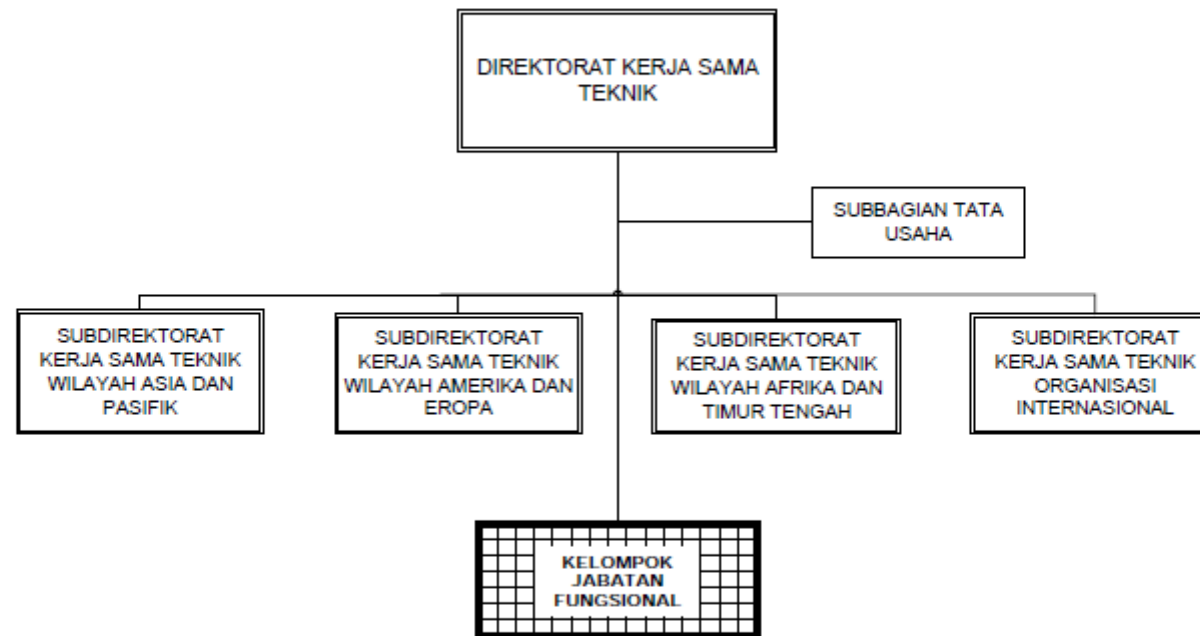 DIREKTORAT KERJA SAMA
TEKNIK
SUBBAGIAN TATA
USAHA
SUBDIREKTORAT
KERJA SAMA TEKNIK
WILAYAH ASIA DAN
PASIFIK
SUBDIREKTORAT
KERJA SAMA TEKNIK
WILAYAH AMERIKA DAN
EROPA
SUBDIREKTORAT
KERJA SAMA TEKNIK
WILAYAH AFRIKA DAN
TIMUR TENGAH
SUBDIREKTORAT
KERJA SAMA TEKNIK
ORGANISASI
INTERNASIONAL
KELOMPOK
JABATAN
FUNGSIONAL